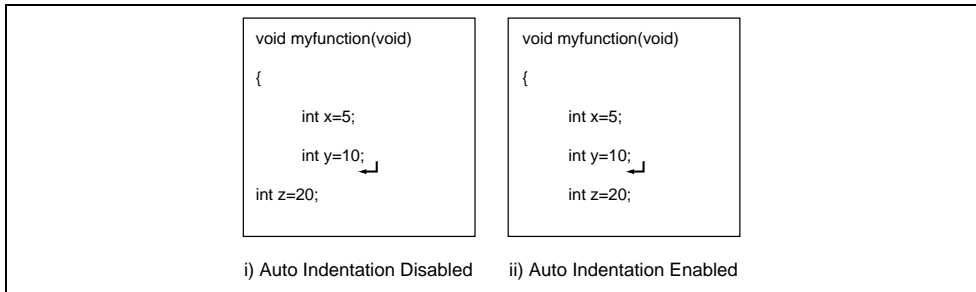 void myfunction(void)
{
int x=5;
int y=10;
int z=20;
i) Auto Indentation Disabled
void myfunction(void)
{
int x=5;
int y=10;
int z=20;
ii) Auto Indentation Enabled